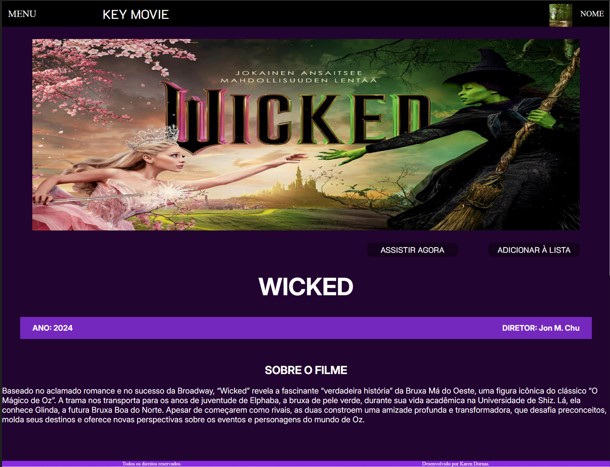 MENU
KEY MOVIE
NOME
JOKAINEN ANSAITSEE
MAHDOLLISUUDEN LENTÄÄ
WICKED
ASSISTIR AGORA
ADICIONAR À LISTA
WICKED
ANO: 2024
DIRETOR: Jon M. Chu
SOBRE O FILME
Baseado no aclamado romance e no sucesso da Broadway, “Wicked” revela a fascinante “verdadeira história” da Bruxa Má do Oeste, uma figura icônica do clássico “O
Mágico de Oz”. A trama nos transporta para os anos de juventude de Elphaba, a bruxa de pele verde, durante sua vida acadêmica na Universidade de Shiz. Lá, ela
conhece Glinda, a futura Bruxa Boa do Norte. Apesar de começarem como rivais, as duas constroem uma amizade profunda e transformadora, que desafia preconceitos,
molda seus destinos e oferece novas perspectivas sobre os eventos e personagens do mundo de Oz.
Todos os direitos reservados
Desenvolvido por Karen Dornas